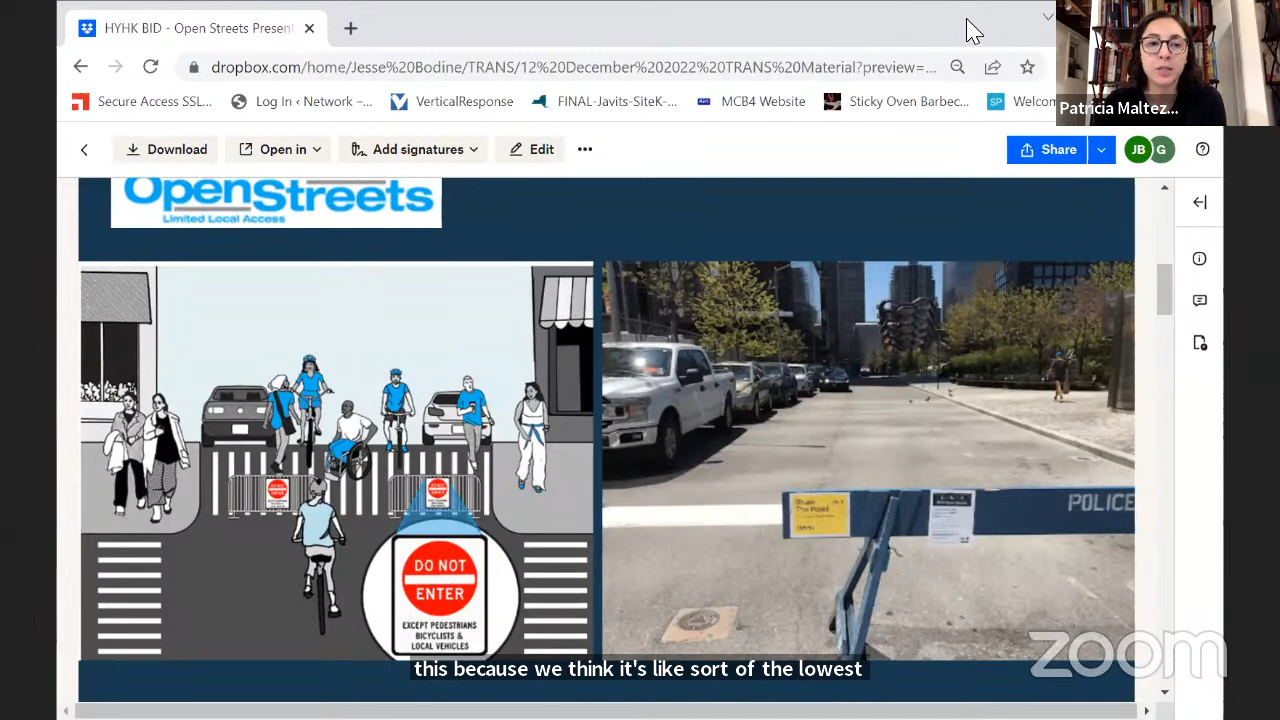 HYHK BID - Open Streets Present
dropbox.com/home/Jesse%20Bodine/TRANS/12%20December%202022%20TRANS%20Material?preview=...
Secure Access SSL...
Log In ‹ Network –...
VerticalResponse
FINAL-Javits-SiteK-...
MCB4 Website
Sticky Oven Barbec...
SP
Welcon
Patricia Maltez...
Download
Open in
Add signatures
Edit
Share
JB
G
OpenStreets
Limited Local Access
DO NOT
ENTER
EXCEPT PEDESTRIANS
BICYCLISTS &
LOCAL VEHICLES
Share
The Road
POLICE
this because we think it's like sort of the lowest
zoom